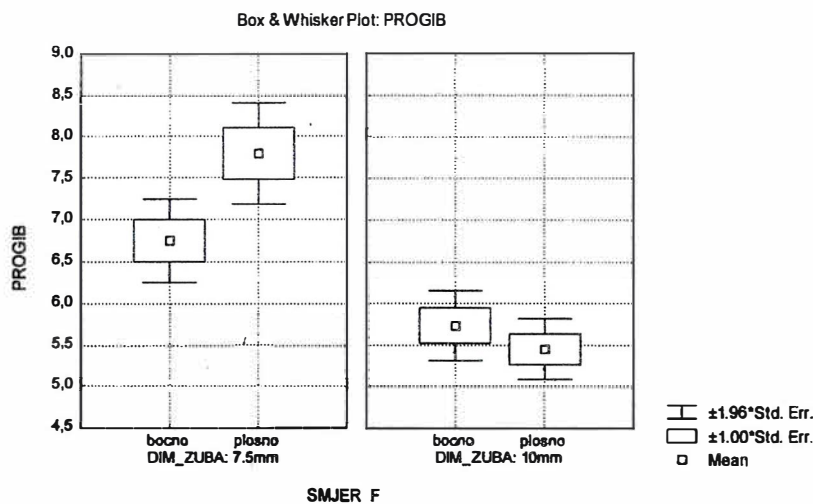 Box & Whisker Plot: PROGIB
9,0
8,5
8,0
7,5
7,0
6,5
6,0
5,5
5,0
4,5
PROGIB
bocno plosno
DIM_ZUBA: 7.5mm
bocno plosno
DIM_ZUBA: 10mm
SMJER F
±1.96*Std. Err.
±1.00*Std. Err.
Mean